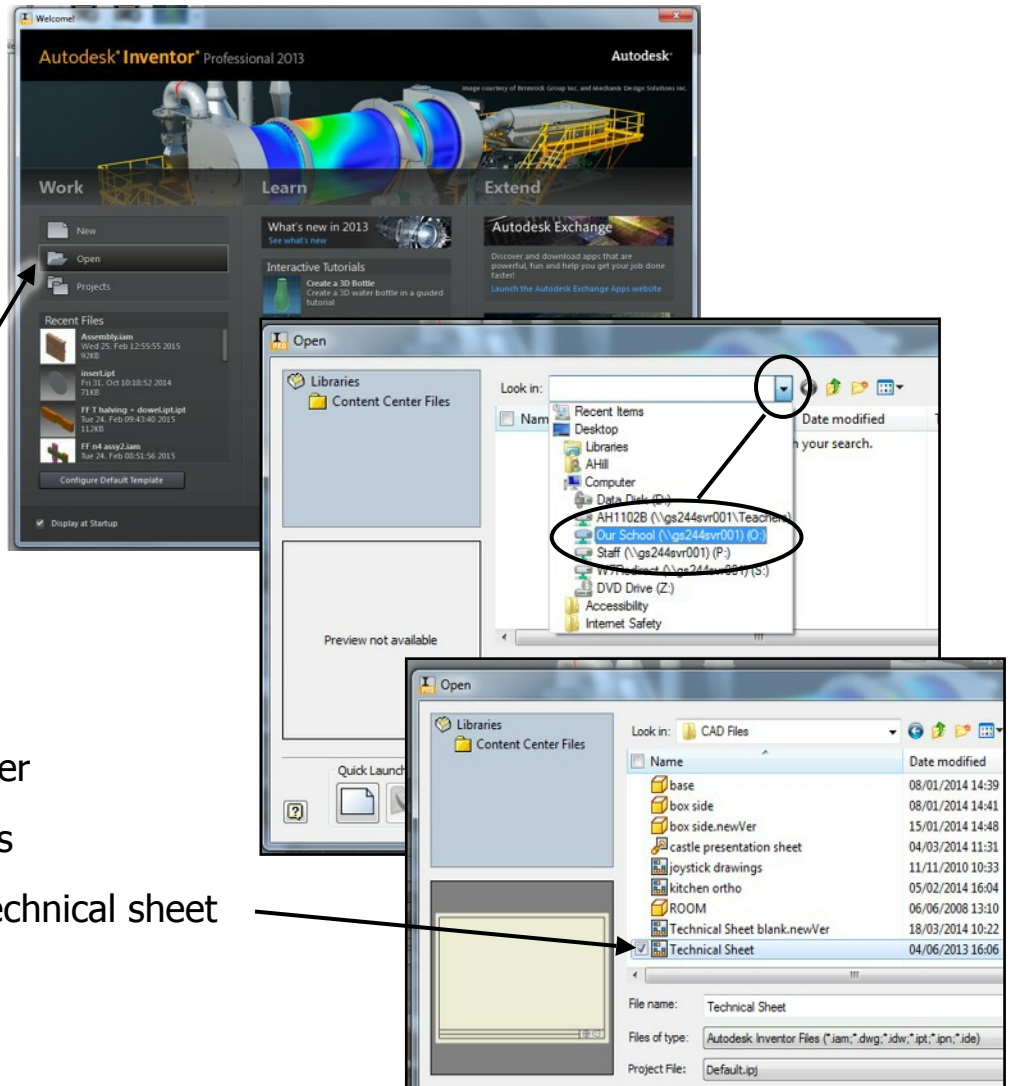 Welcome!
Autodesk® Inventor® Professional 2013
Autodesk®
Image courtesy of Brimrock Group Inc. and Mechanik Design Solutions Inc.
Work
Learn
Extend
New
Open
Projects
What's new in 2013
See what's new
Interactive Tutorials
Create a 3D Bottle
Create a 3D water bottle in a guided
tutorial
Autodesk Exchange
Discover and download apps that are
powerful, fun and help you get your job done
faster!
Launch the Autodesk Exchange Apps website
Recent Files
Assembly.iam
Wed 25. Feb 12:55:55 2015
92KB
insert.ipt
Fri 31. Oct 10:18:52 2014
71KB
FF T halving + dowel.ipt.ipt
Tue 24. Feb 09:43:40 2015
112KB
FF n4 assy2.iam
Tue 24. Feb 08:51:56 2015
Configure Default Template
Display at Startup
Open
Libraries
Content Center Files
Look in:
Nam
Date modified
your search.
Recent Items
Desktop
Libraries
AHill
Computer
Data Disk (D:)
AH1102B (\\gs244svr001\Teachers)
Our School (\\gs244svr001) (O:)
Staff (\\gs244svr001) (P:)
W7Redirect (\\gs244svr001) (S:)
DVD Drive (Z:)
Accessibility
Internet Safety
Preview not available
Quick Launch
er
s
echnical sheet
Open
Libraries
Content Center Files
Look in: CAD Files
Name Date modified
base 08/01/2014 14:39
box side 08/01/2014 14:41
box side.newVer 15/01/2014 14:48
castle presentation sheet 04/03/2014 11:31
joystick drawings 11/11/2010 10:33
kitchen ortho 05/02/2014 16:04
ROOM 06/06/2008 13:10
Technical Sheet blank.newVer 18/03/2014 10:22
Technical Sheet 04/06/2013 16:06
File name: Technical Sheet
Files of type: Autodesk Inventor Files (*.iam;*.dwg;*.idw;*.ipt;*.ipn;*.ide)
Project File: Default.ipj